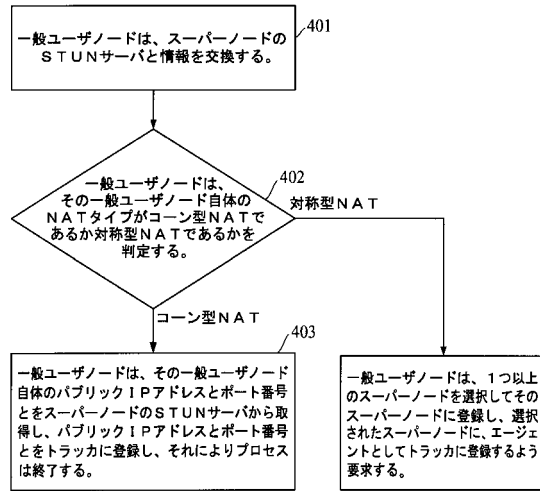 401
一般ユーザノードは、スーパーノードの
STUNサーバと情報を交換する。
402
一般ユーザノードは、
その一般ユーザノード自体の
NATタイプがコーン型NATで
あるか対称型NATであるかを
判定する。
対称型NAT
コーン型NAT
403
一般ユーザノードは、その一般ユーザノード
自体のパブリックIPアドレスとポート番号
とをスーパーノードのSTUNサーバから取
得し、パブリックIPアドレスとポート番号
とをトラッカに登録し、それによりプロセス
は終了する。
一般ユーザノードは、1つ以上
のスーパーノードを選択してその
スーパーノードに登録し、選択
されたスーパーノードに、エージェ
ントとしてトラッカに登録するよう
要求する。